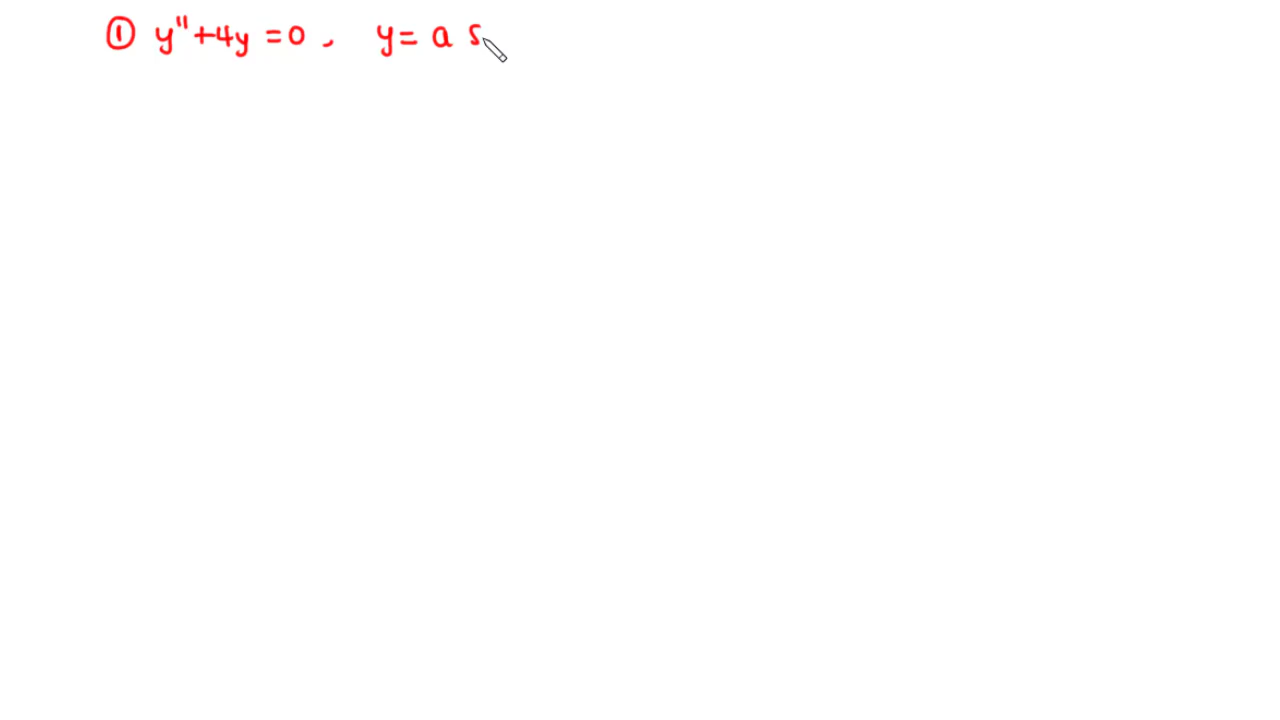 ① y"+4y=0, y= a s